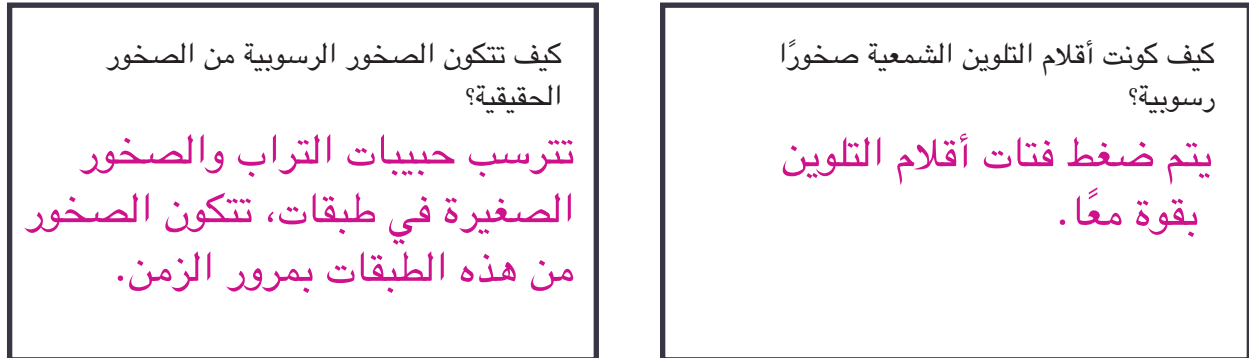 كيف كونت أقلام التلوين الشمعية صخورًا
رسوبية؟
يتم ضغط فتات أقلام التلوين
بقوة معًا.
كيف تتكون الصخور الرسوبية من الصخور
الحقيقية؟
تترسب حبيبات التراب والصخور
الصغيرة في طبقات، تتكون الصخور
من هذه الطبقات بمرور الزمن.